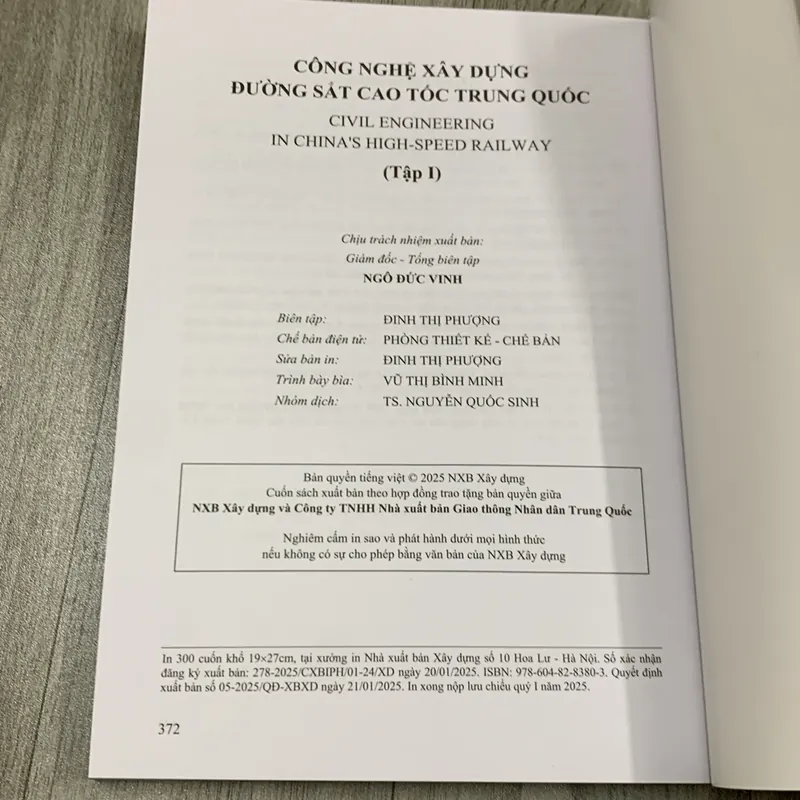 CÔNG NGHỆ XÂY DỰNG
ĐƯỜNG SẮT CAO TỐC TRUNG QUỐC
CIVIL ENGINEERING
IN CHINA'S HIGH-SPEED RAILWAY
(Tập I)
Chịu trách nhiệm xuất bản:
Giám đốc - Tổng biên tập
NGÔ ĐỨC VINH
Biên tập: ĐINH THỊ PHƯỢNG
Chế bản điện tử: PHÒNG THIẾT KẾ - CHẾ BẢN
Sửa bản in: ĐINH THỊ PHƯỢNG
Trình bày bìa: VŨ THỊ BÌNH MINH
Nhóm dịch: TS. NGUYỄN QUỐC SINH
Bản quyền tiếng việt © 2025 NXB Xây dựng
Cuốn sách xuất bản theo hợp đồng trao tặng bản quyền giữa
NXB Xây dựng và Công ty TNHH Nhà xuất bản Giao thông Nhân dân Trung Quốc
Nghiêm cấm in sao và phát hành dưới mọi hình thức
nếu không có sự cho phép bằng văn bản của NXB Xây dựng
In 300 cuốn khổ 19×27cm, tại xưởng in Nhà xuất bản Xây dựng số 10 Hoa Lư - Hà Nội. Số xác nhận
đăng ký xuất bản: 278-2025/CXBIPH/01-24/XD ngày 20/01/2025. ISBN: 978-604-82-8380-3. Quyết định
xuất bản số 05-2025/QĐ-XBXD ngày 21/01/2025. In xong nộp lưu chiểu quý I năm 2025.
372